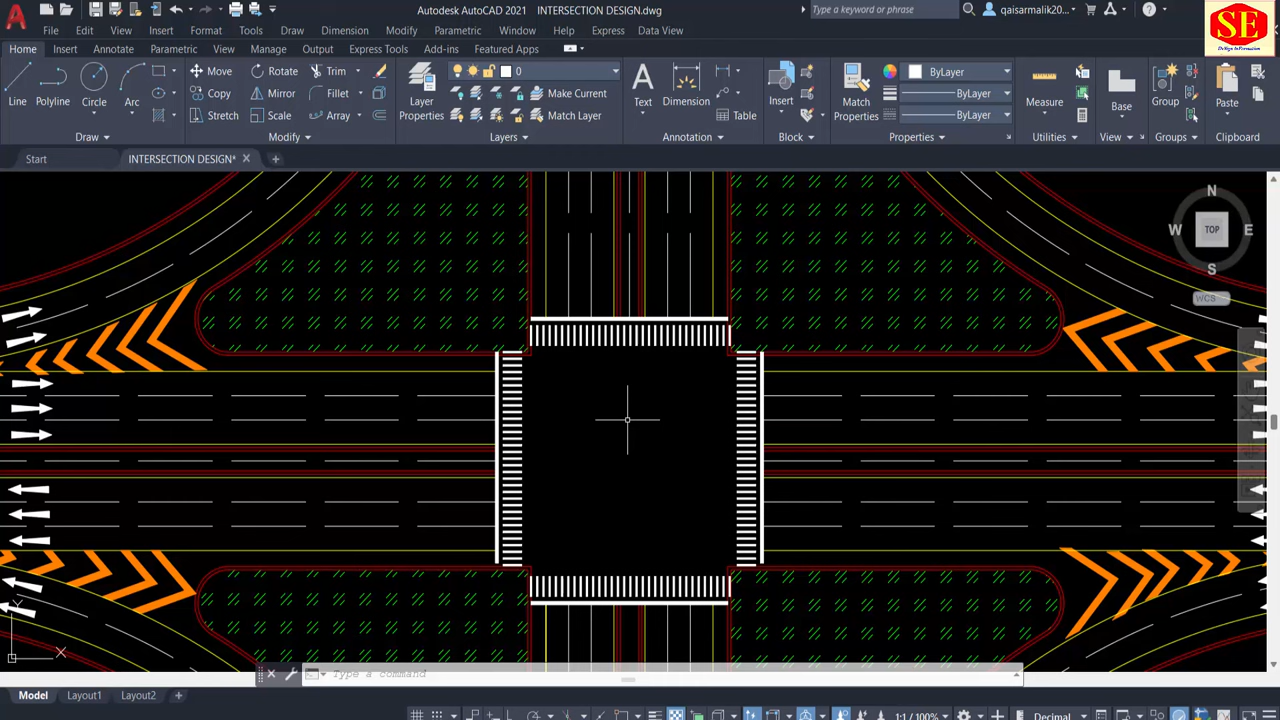 Autodesk AutoCAD 2021 INTERSECTION DESIGN.dwg
Type a keyword or phrase
qaisarmalik20...
SE
DeSign InFormation
File Edit View Insert Format Tools Draw Dimension Modify Parametric Window Help Express Data View
Home Insert Annotate Parametric View Manage Output Express Tools Add-ins Featured Apps
Line Polyline Circle Arc
Move Rotate Trim
Copy Mirror Fillet
Stretch Scale Array
Layer Properties
0
Make Current
Match Layer
Text Dimension
Table
Insert
Match Properties
ByLayer
ByLayer
ByLayer
Measure
Base
Group
Paste
Draw Modify Layers Annotation Block Properties Utilities View Groups Clipboard
Start INTERSECTION DESIGN*
N
W TOP E
S
WCS
Y
X
Type a command
Model Layout1 Layout2
1:1 / 100% Decimal